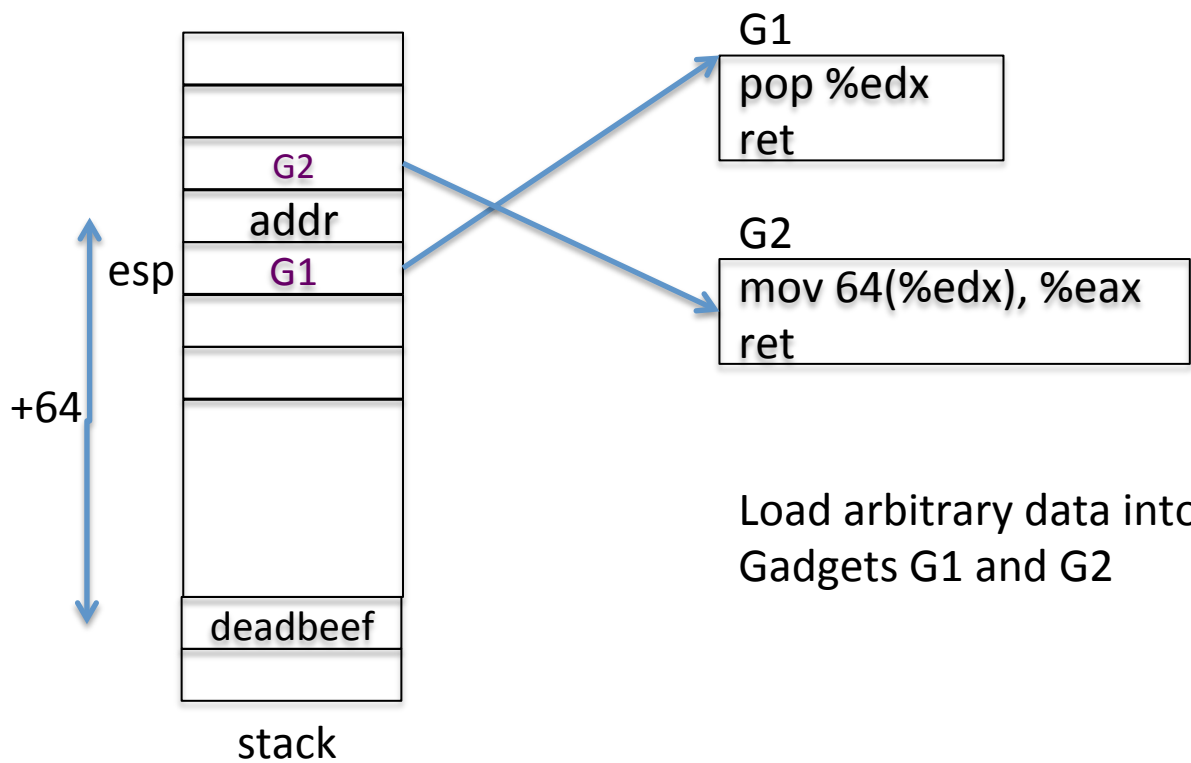 G2
addr
esp
G1
+64
deadbeef
stack
G1
pop %edx
ret
G2
mov 64(%edx), %eax
ret
Load arbitrary data into
Gadgets G1 and G2